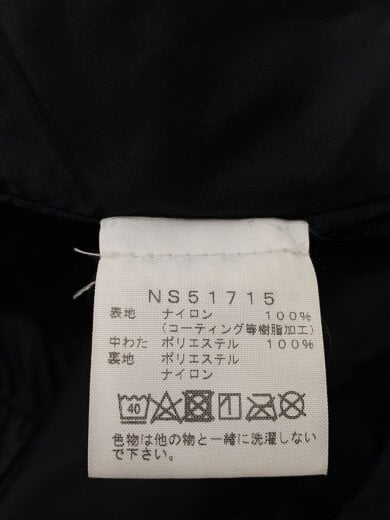 NS51715
表地 ナイロン 100%
(コーティング等樹脂加工)
中わた ポリエステル 100%
裏地 ポリエステル
ナイロン
40
色物は他の物と一緒に洗濯しない
で下さい。